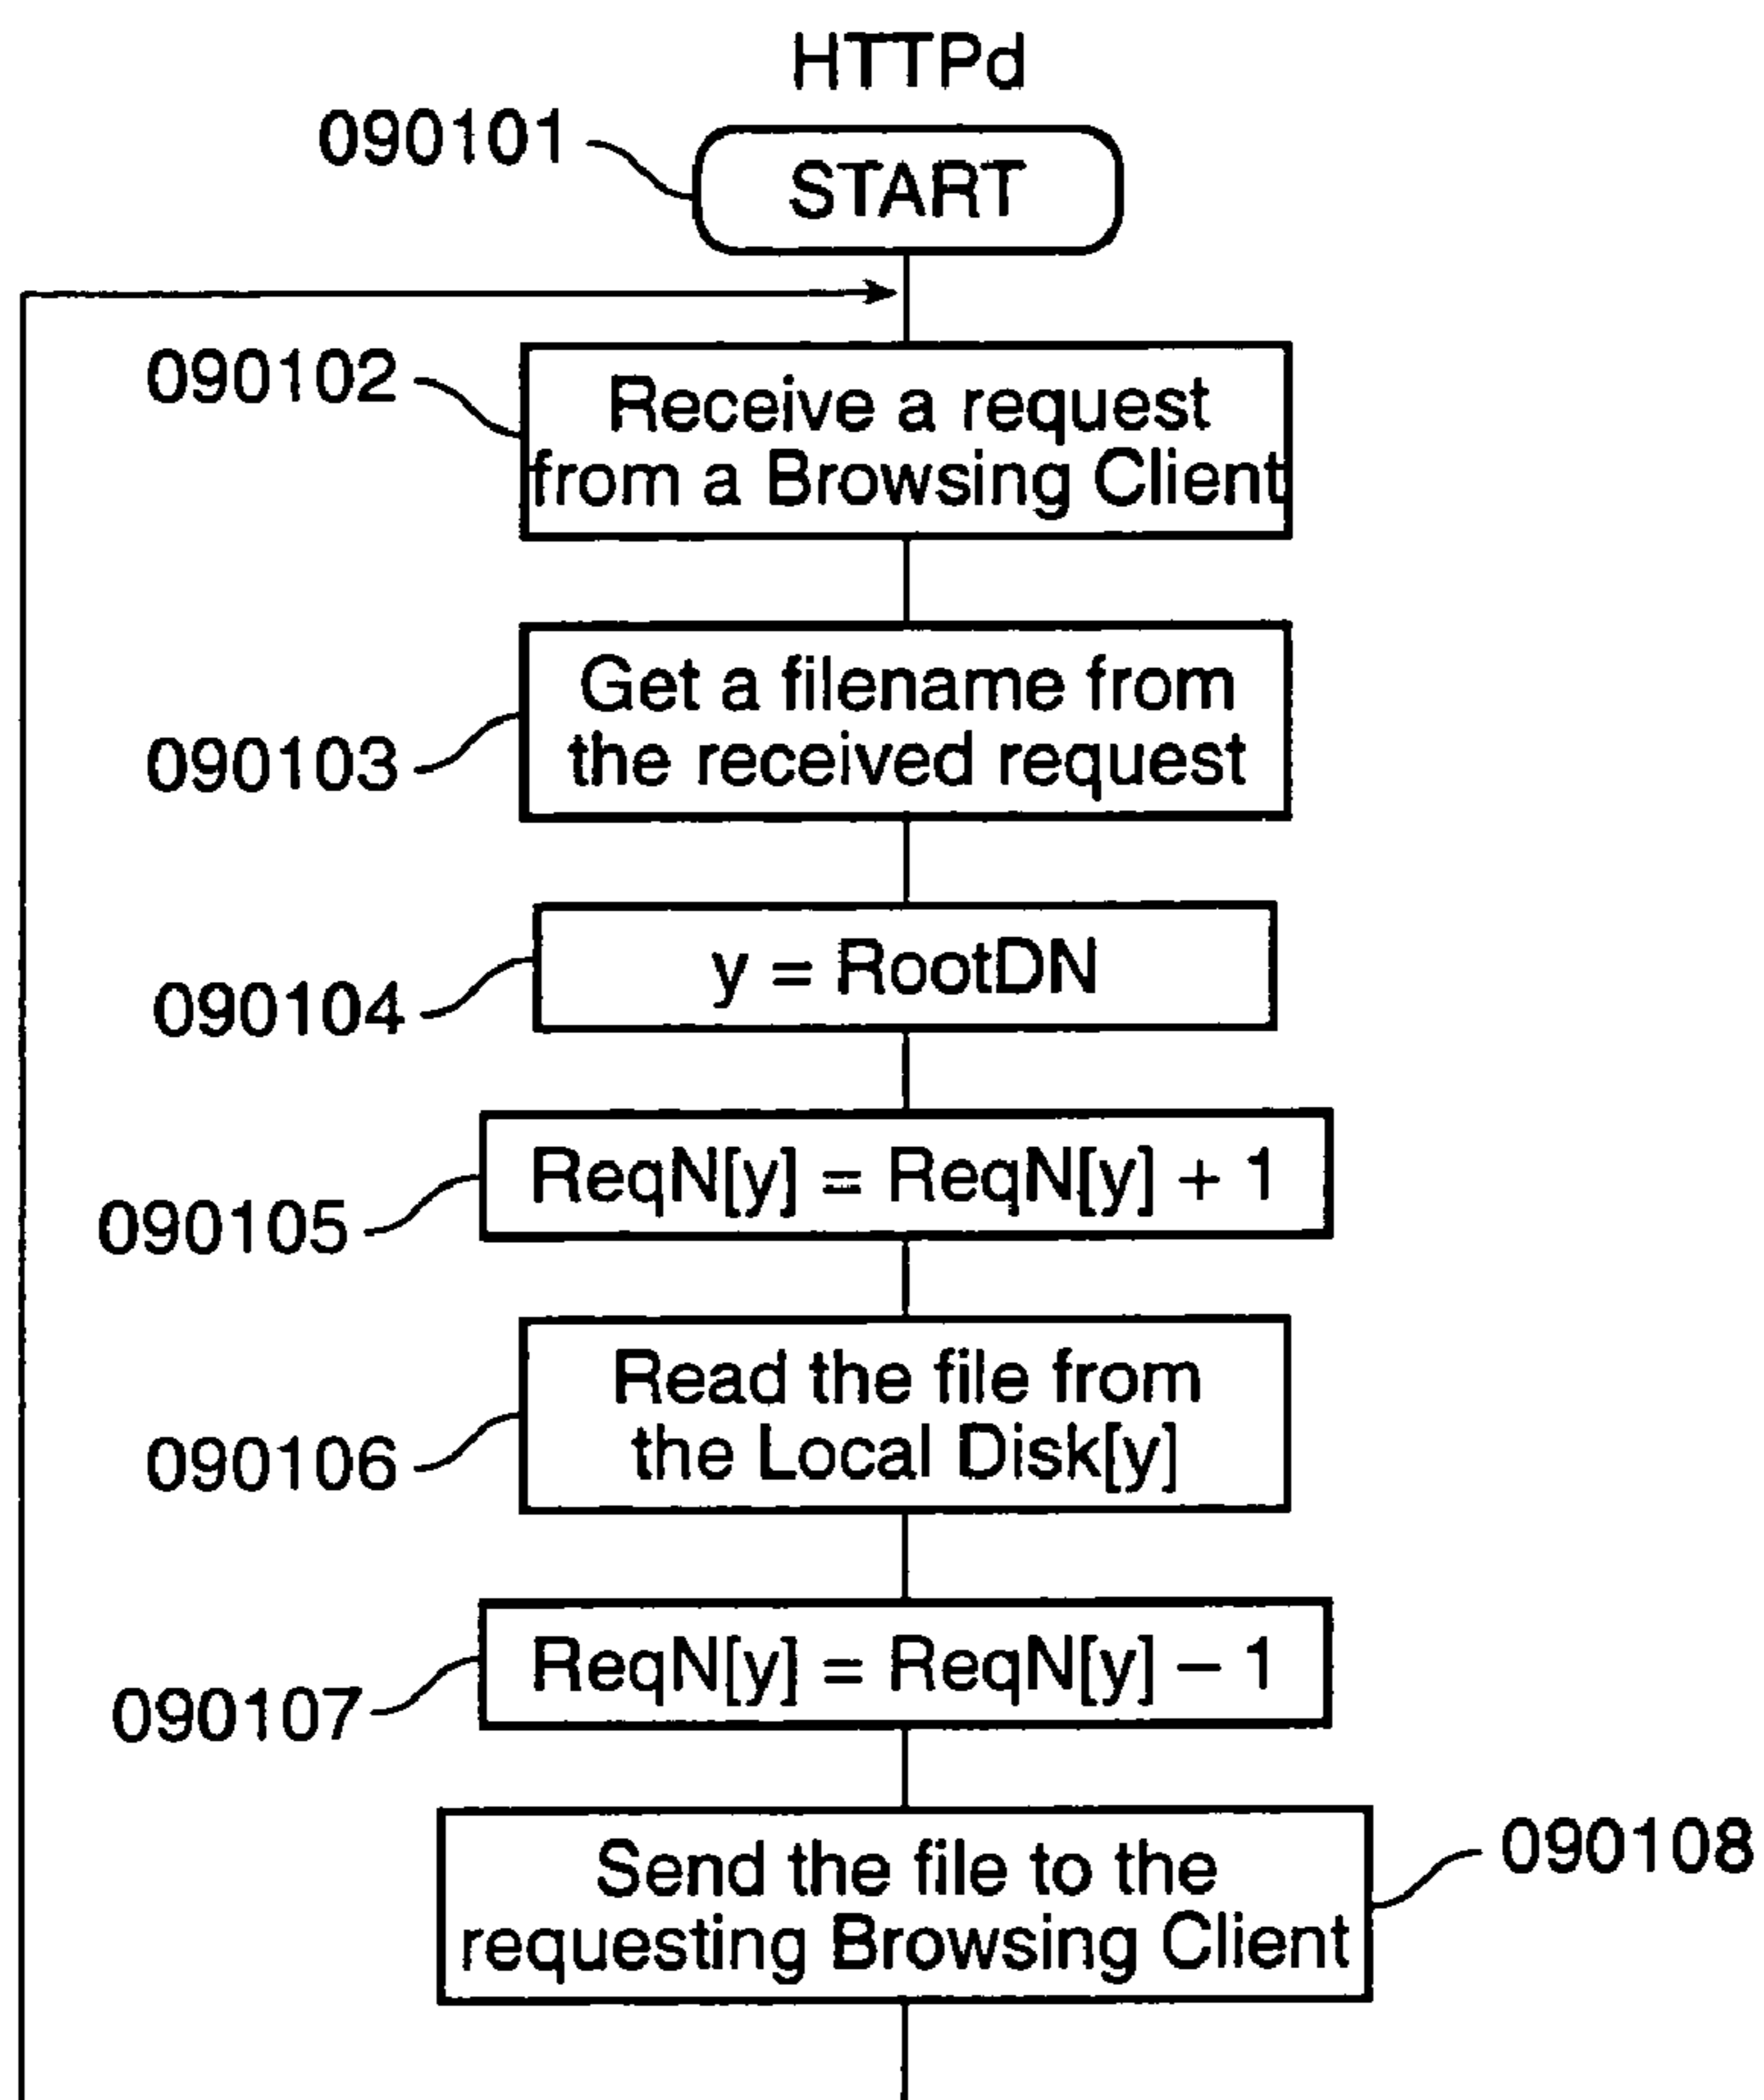 HTTPd
090101
START
090102
Receive a request
from a Browsing Client
Get a filename from
the received request
090103
y = RootDN
090104
ReqN[y] = ReqN[y] + 1
090105
Read the file from
the Local Disk[y]
090106
ReqN[y] = ReqN[y] – 1
090107
090108
Send the file to the
requesting Browsing Client